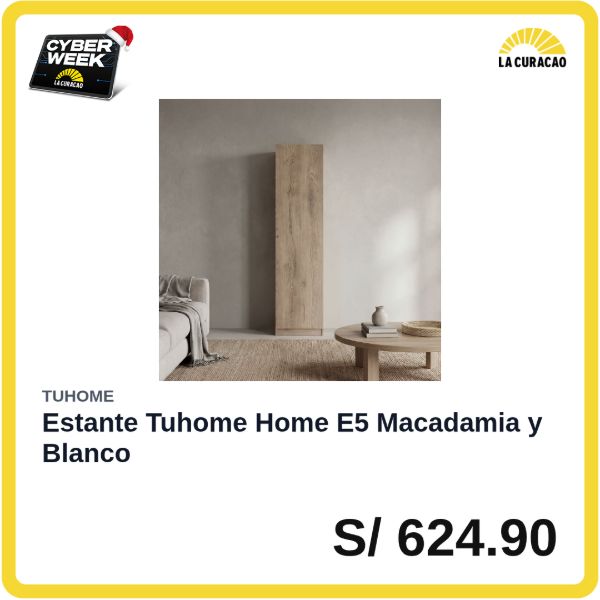 CYBER
WEEK
LA CURACAO
LA CURACAO
TUHOME
Estante Tuhome Home E5 Macadamia y
Blanco
S/ 624.90